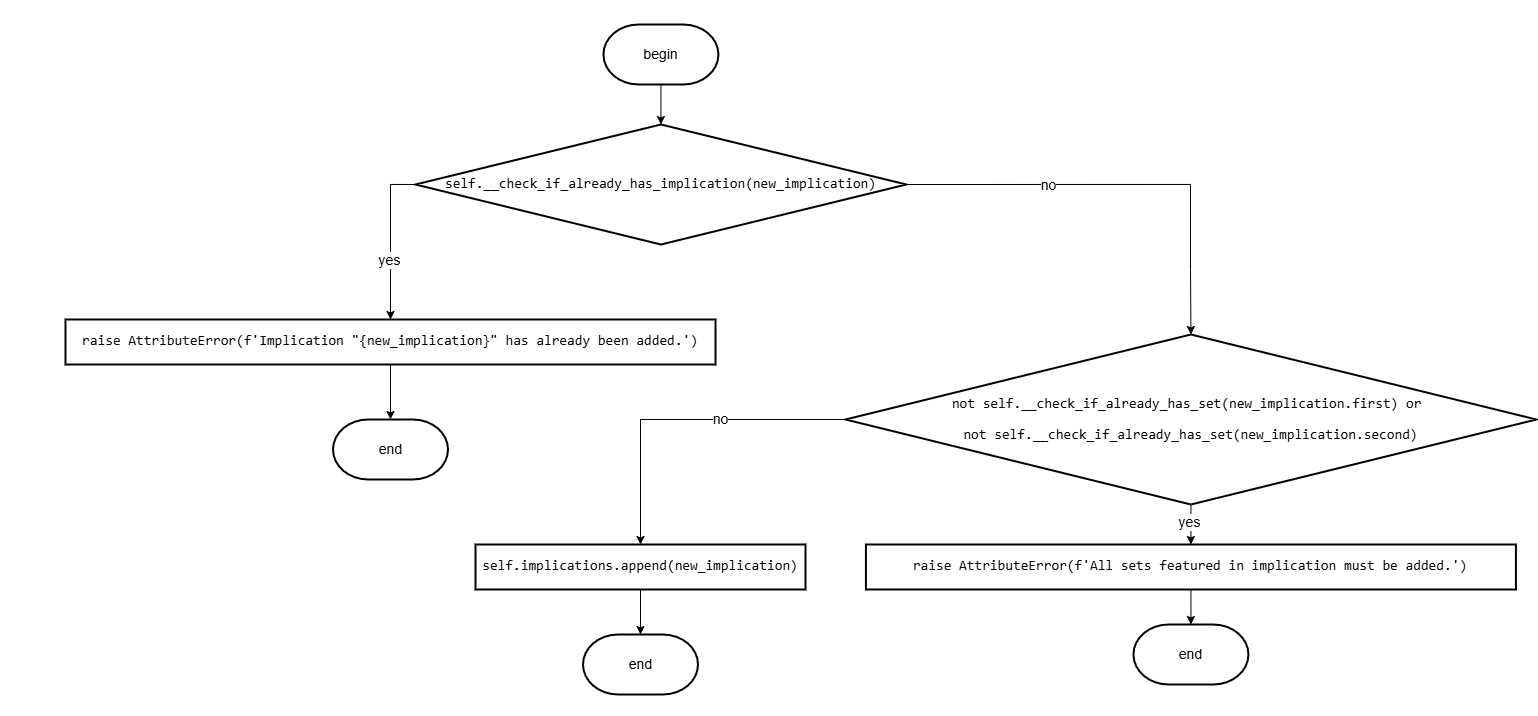 begin
self.__check_if_already_has_implication(new_implication)
no
yes
raise AttributeError(f'Implication "{new_implication}" has already been added.')
not self.__check_if_already_has_set(new_implication.first) or
not self.__check_if_already_has_set(new_implication.second)
no
end
yes
self.implications.append(new_implication)
raise AttributeError(f'All sets featured in implication must be added.')
end
end